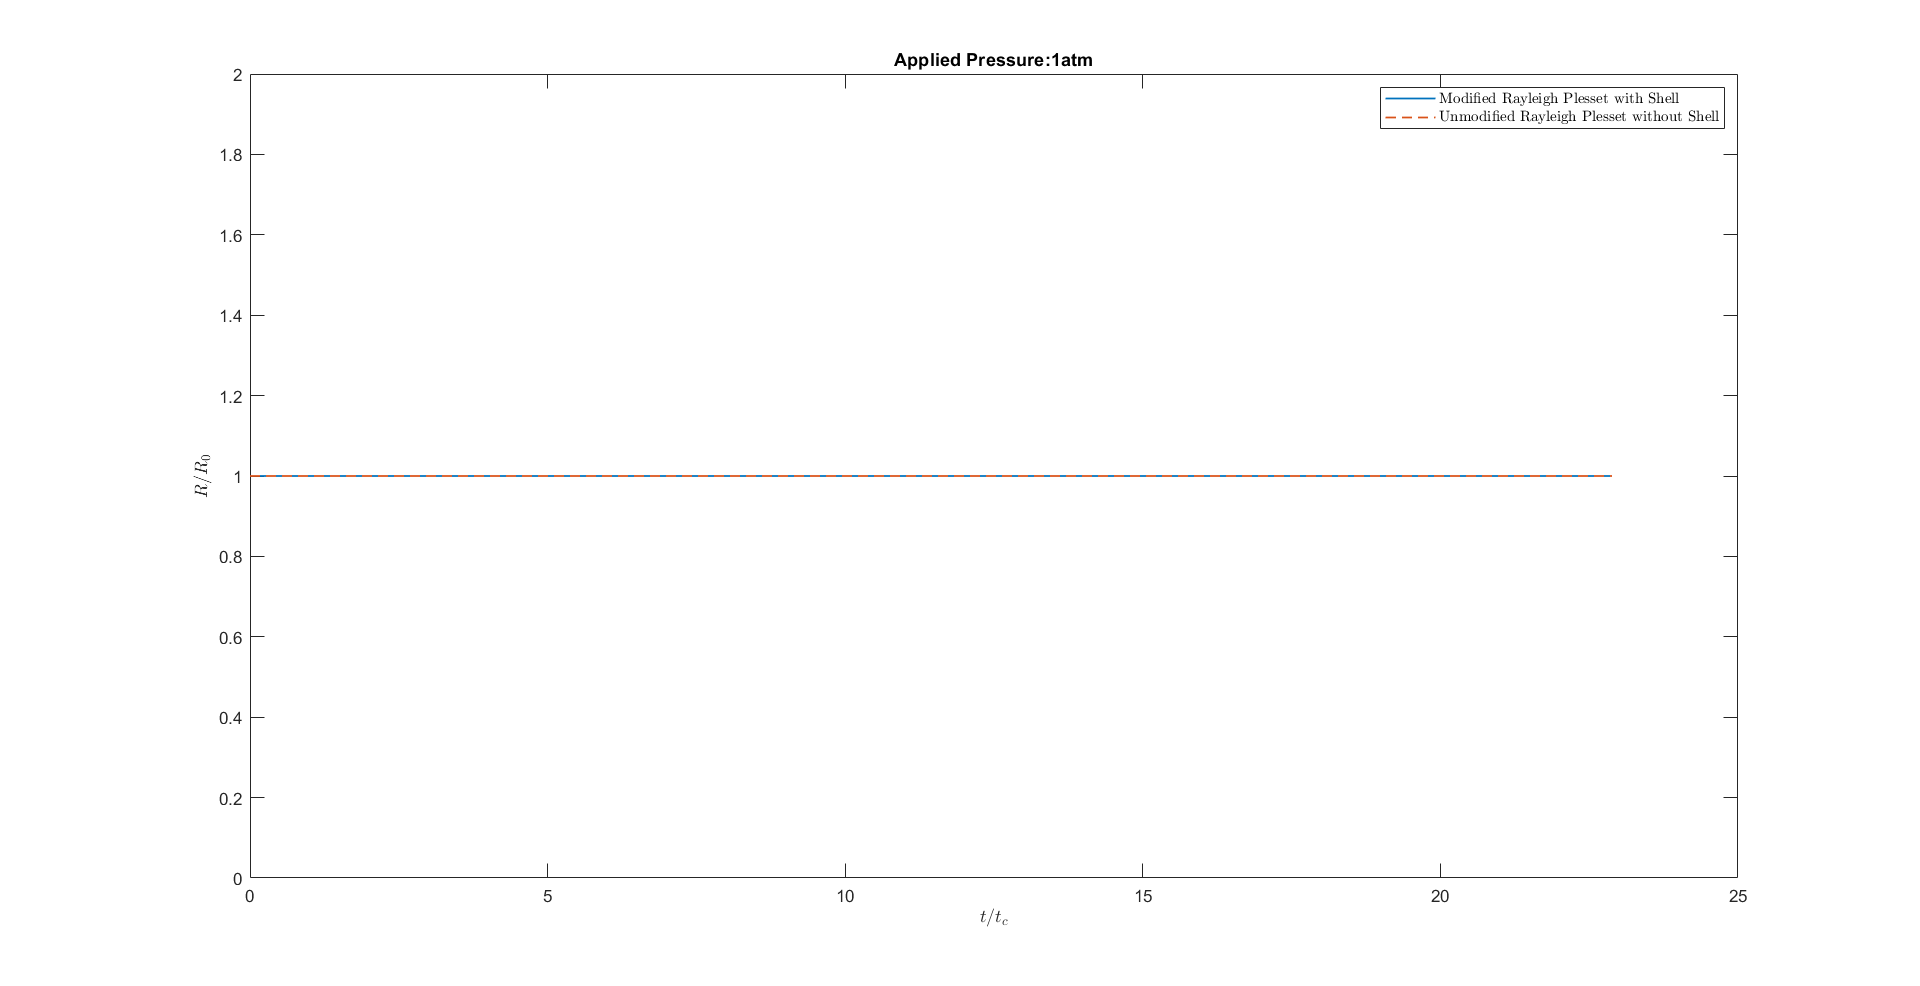 Applied Pressure:1atm
Modified Rayleigh Plesset with Shell
Unmodified Rayleigh Plesset without Shell
2
1.8
1.6
1.4
1.2
1
0.8
0.6
0.4
0.2
0
R/R₀
0 5 10 15 20 25
t/t_c